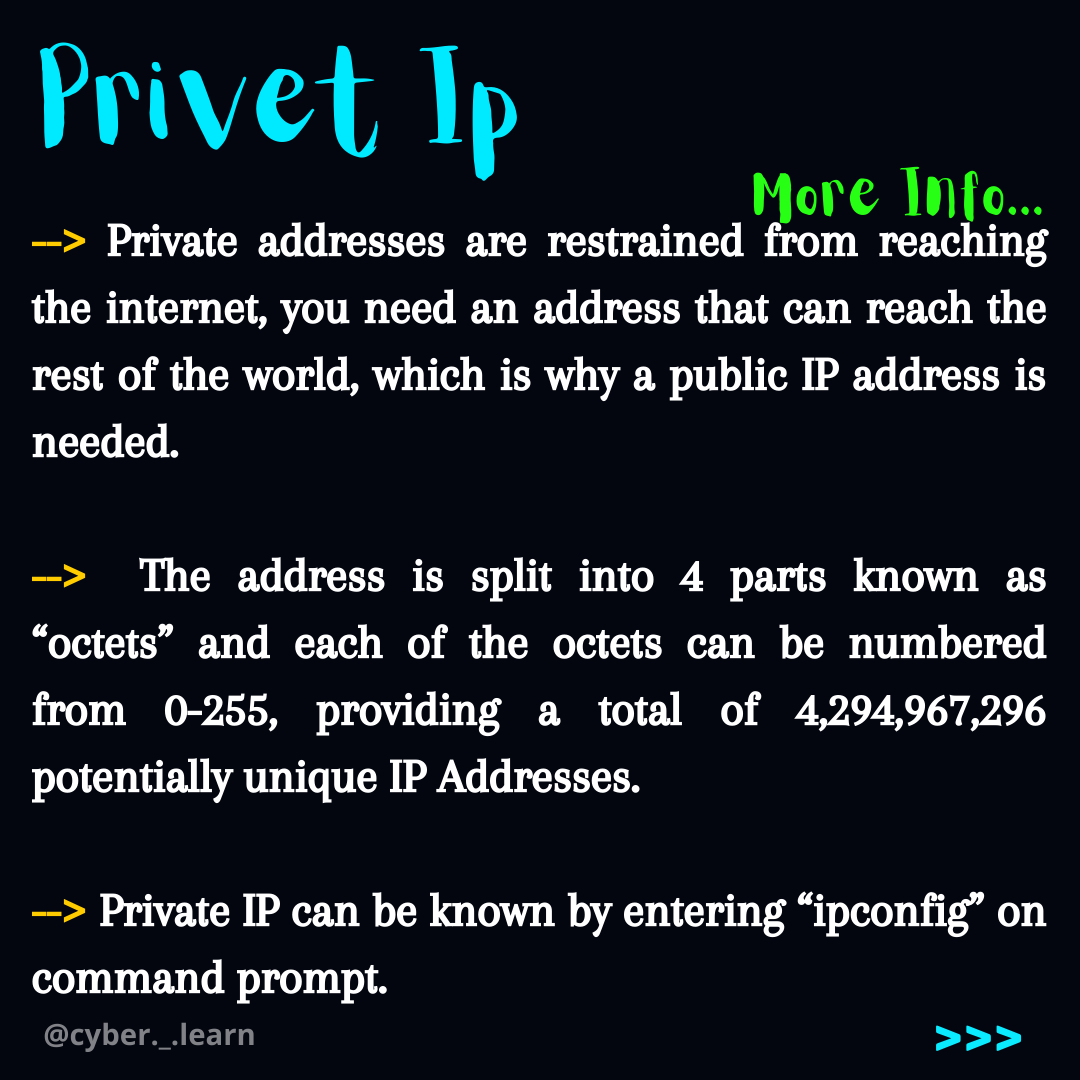 Privet Ip
More Info...
--> Private addresses are restrained from reaching
the internet, you need an address that can reach the
rest of the world, which is why a public IP address is
needed.
--> The address is split into 4 parts known as
“octets” and each of the octets can be numbered
from 0-255, providing a total of 4,294,967,296
potentially unique IP Addresses.
--> Private IP can be known by entering “ipconfig” on
command prompt.
@cyber._.learn
>>>